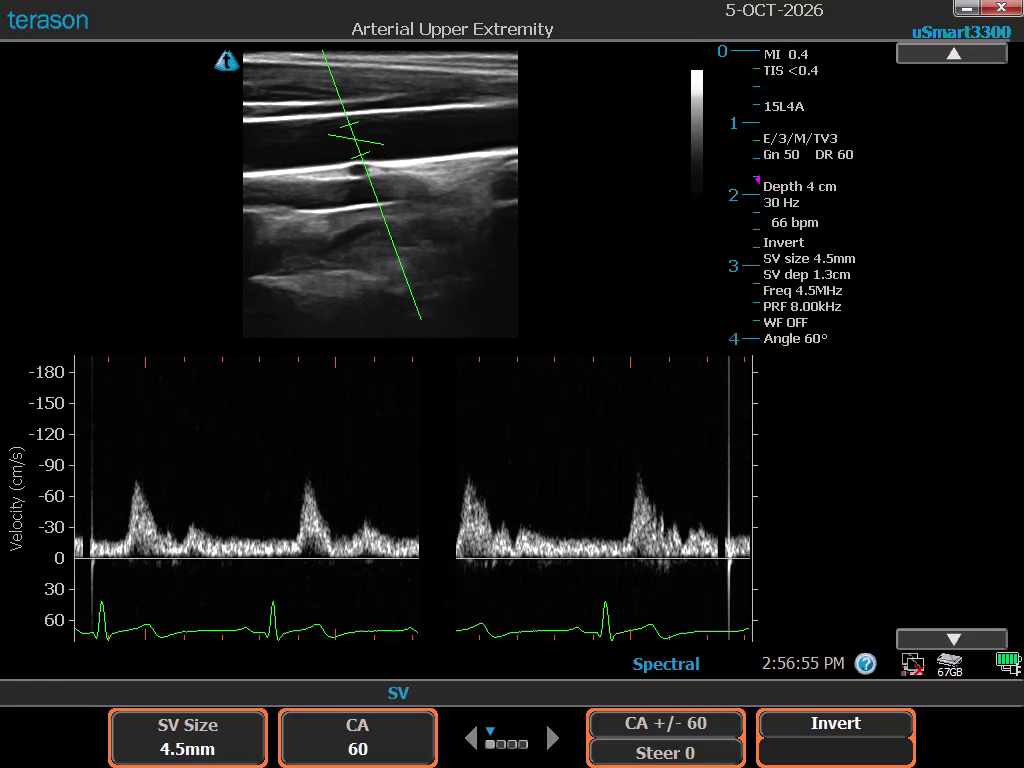 terason
Arterial Upper Extremity
5-OCT-2026
uSmart3300
0
1
2
3
4
MI 0.4
TIS <0.4
15L4A
E/3/M/TV3
Gn 50 DR 60
Depth 4 cm
30 Hz
66 bpm
Invert
SV size 4.5mm
SV dep 1.3cm
Freq 4.5MHz
PRF 8.00kHz
WF OFF
Angle 60°
Velocity (cm/s)
-180
-150
-120
-90
-60
-30
0
30
60
Spectral
2:56:55 PM
?
67GB
SV
SV Size
4.5mm
CA
60
CA +/- 60
Steer 0
Invert